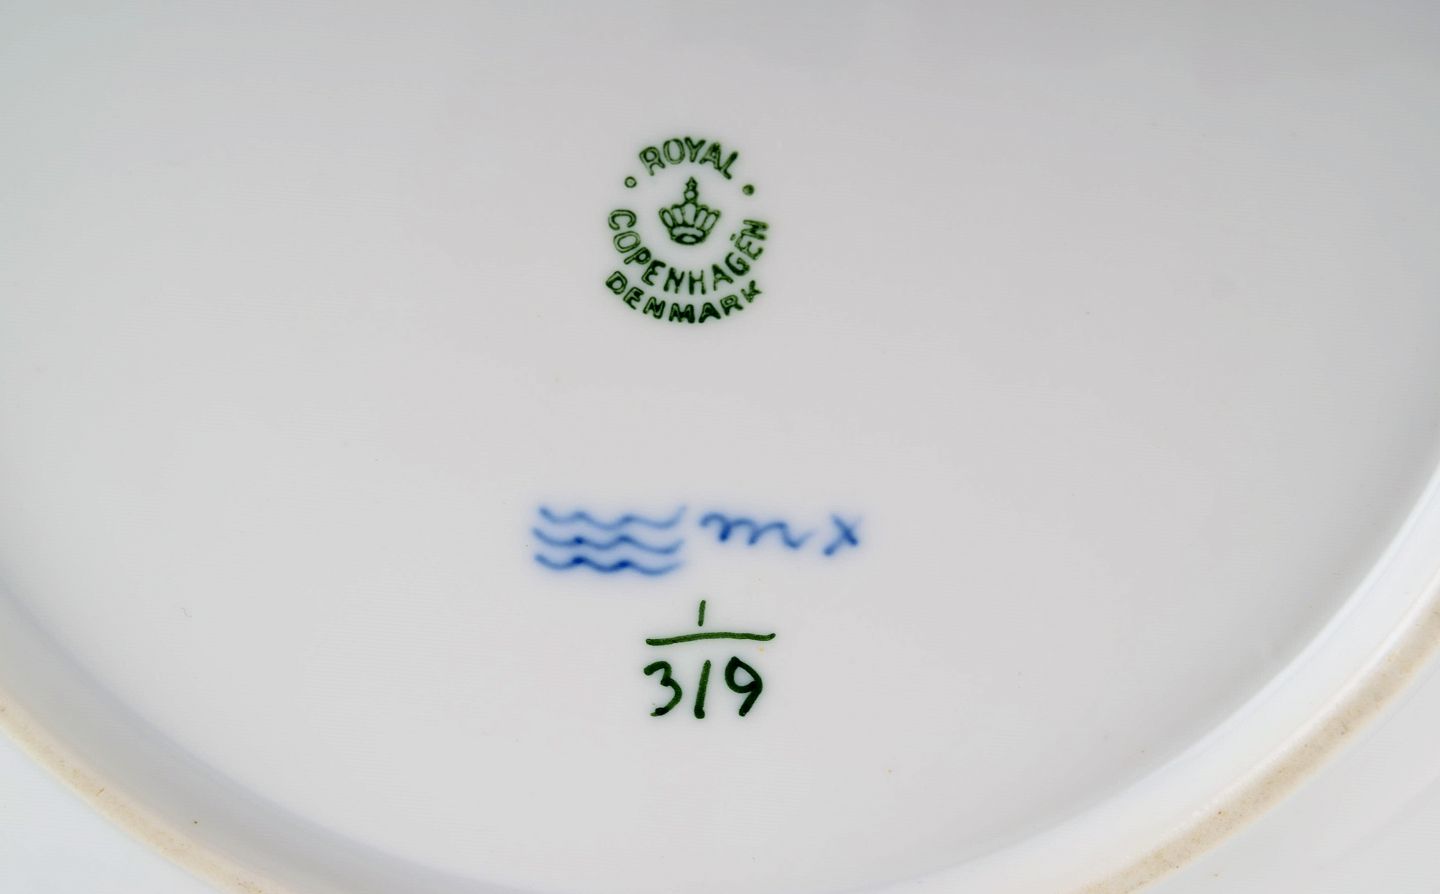 ROYAL
COPENHAGEN
DENMARK
mx
1
319